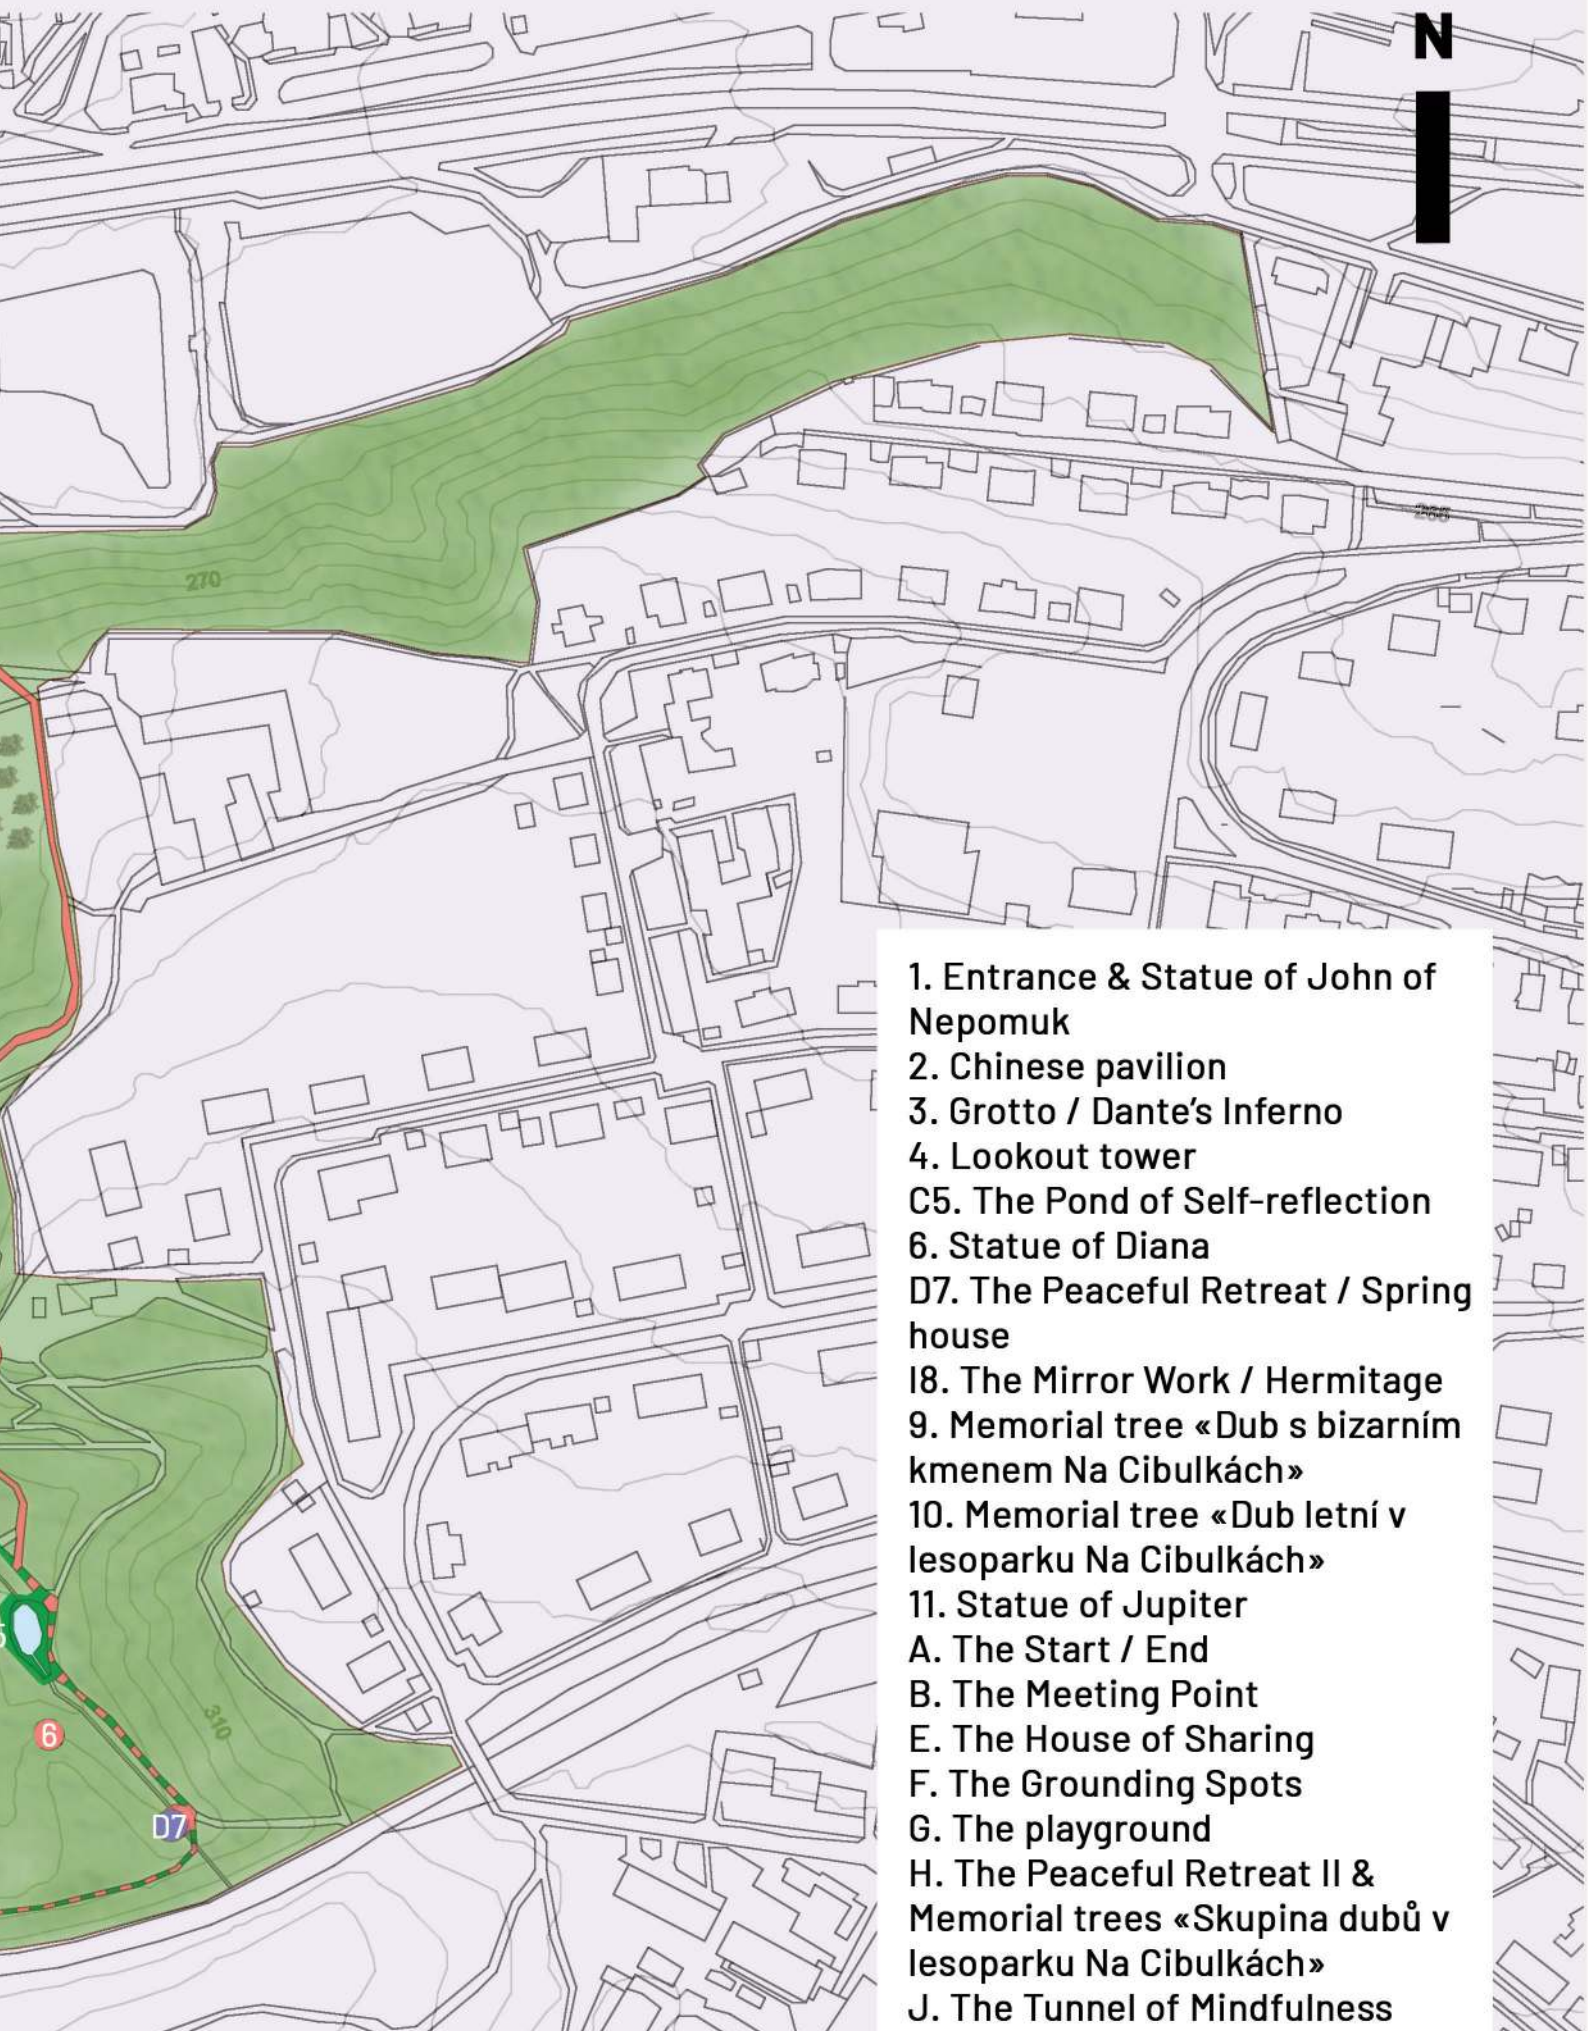 N
270
1. Entrance & Statue of John of
Nepomuk
2. Chinese pavilion
3. Grotto / Dante's Inferno
4. Lookout tower
C5. The Pond of Self-reflection
6. Statue of Diana
D7. The Peaceful Retreat / Spring
house
I8. The Mirror Work / Hermitage
9. Memorial tree «Dub s bizarním
kmenem Na Cibulkách»
10. Memorial tree «Dub letní v
lesoparku Na Cibulkách»
11. Statue of Jupiter
A. The Start / End
B. The Meeting Point
E. The House of Sharing
F. The Grounding Spots
G. The playground
H. The Peaceful Retreat II &
Memorial trees «Skupina dubů v
lesoparku Na Cibulkách»
J. The Tunnel of Mindfulness
310
6
D7